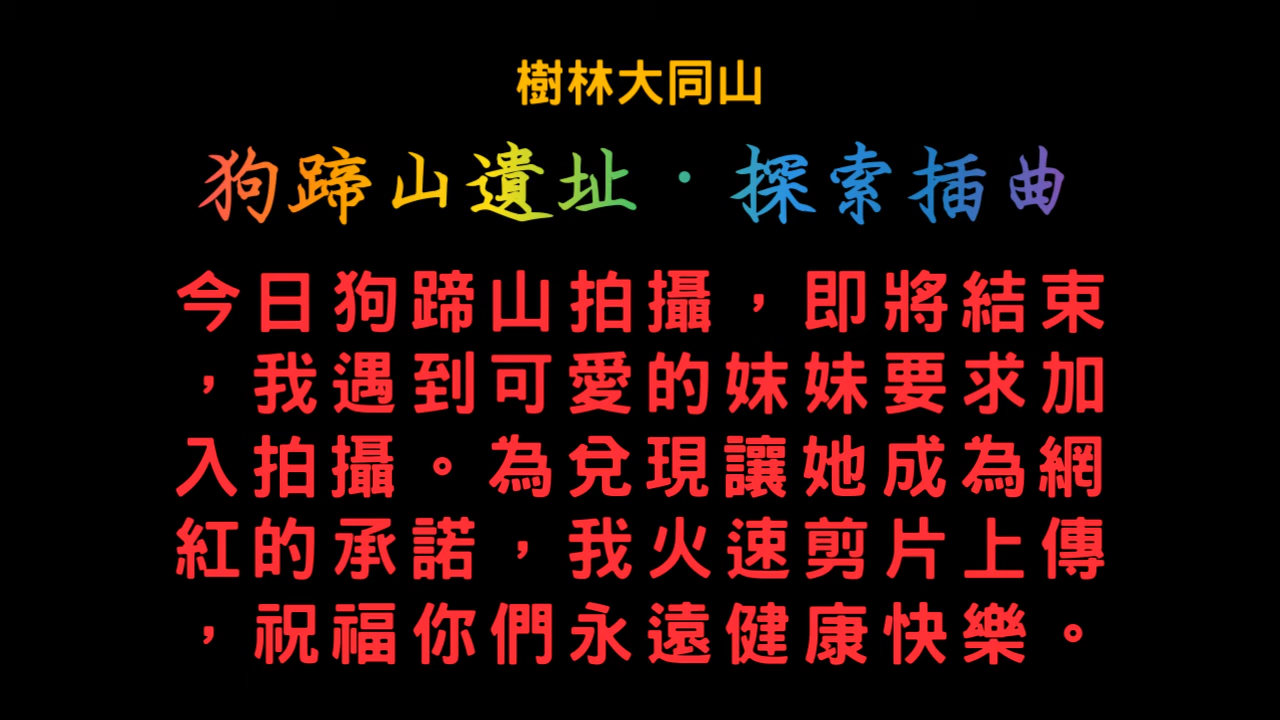 樹林大同山
狗蹄山遺址·探索插曲
今日狗蹄山拍攝，即將結束
，我遇到可愛的妹妹要求加
入拍攝。為兌現讓她成為網
紅的承諾，我火速剪片上傳
，祝福你們永遠健康快樂。